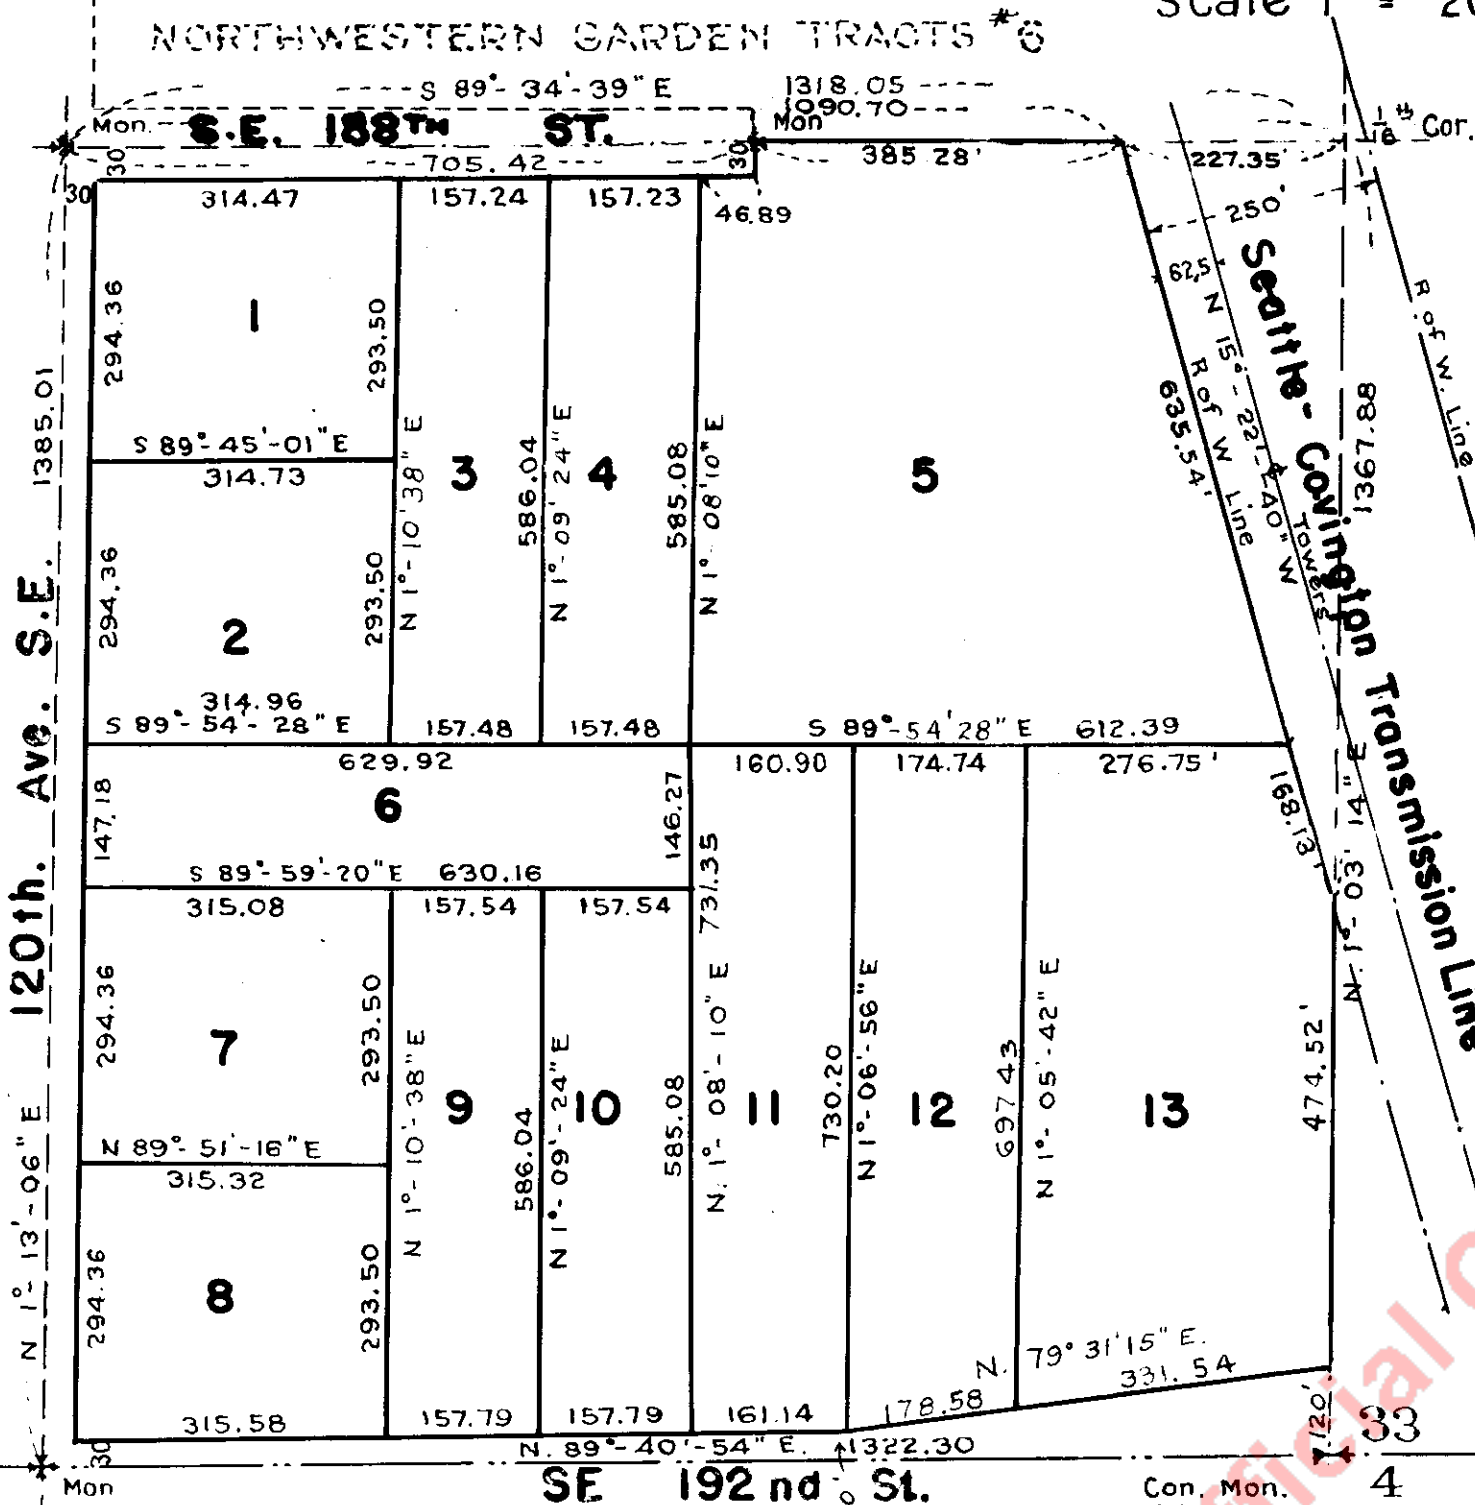 Scale 1" = 20
NORTHWESTERN GARDEN TRACTS #6
S 89°-34'-39" E
1318.05
1090.70
Mon.
S.E. 188TH ST.
Mon
1/16th Cor.
30
705.42
30
385.28'
227.35'
30
314.47
157.24
157.23
46.89
250'
62.5
294.36
1
293.50
N 1°-10'38" E
3
586.04
N 1°-09'24" E
4
585.08
N 1°-08'10" E
5
635.54'
R of W Line
N 15°-22'-40" W
Towers
Seattle-Covington Transmission Line
1367.88
R of W. Line
S 89°-45'-01" E
314.73
1385.01
294.36
2
293.50
314.96
S 89°-54-28" E
157.48
157.48
S 89°-54'28" E
612.39
120th. Ave. S.E.
629.92
160.90
174.74
276.75'
168.13'
147.18
6
146.27
731.35
N. 1°-03'14" E
S 89°-59'-20" E
630.16
315.08
157.54
157.54
294.36
7
293.50
N 1°-10'-38" E
9
586.04
N 1°-09'-24" E
10
585.08
N. 1°-08'-10" E
11
730.20
N 1°-06'-56" E
12
697.43
N 1°-05'-42" E
13
474.52'
N 89°-51'-16" E
315.32
N 1°-13'-06" E
294.36
8
293.50
N. 79° 31'15" E.
331.54
178.58
315.58
157.79
157.79
161.14
120'
33
30
N. 89°-40'-54" E.
1322.30
Mon
SE 192nd St.
Con. Mon.
4